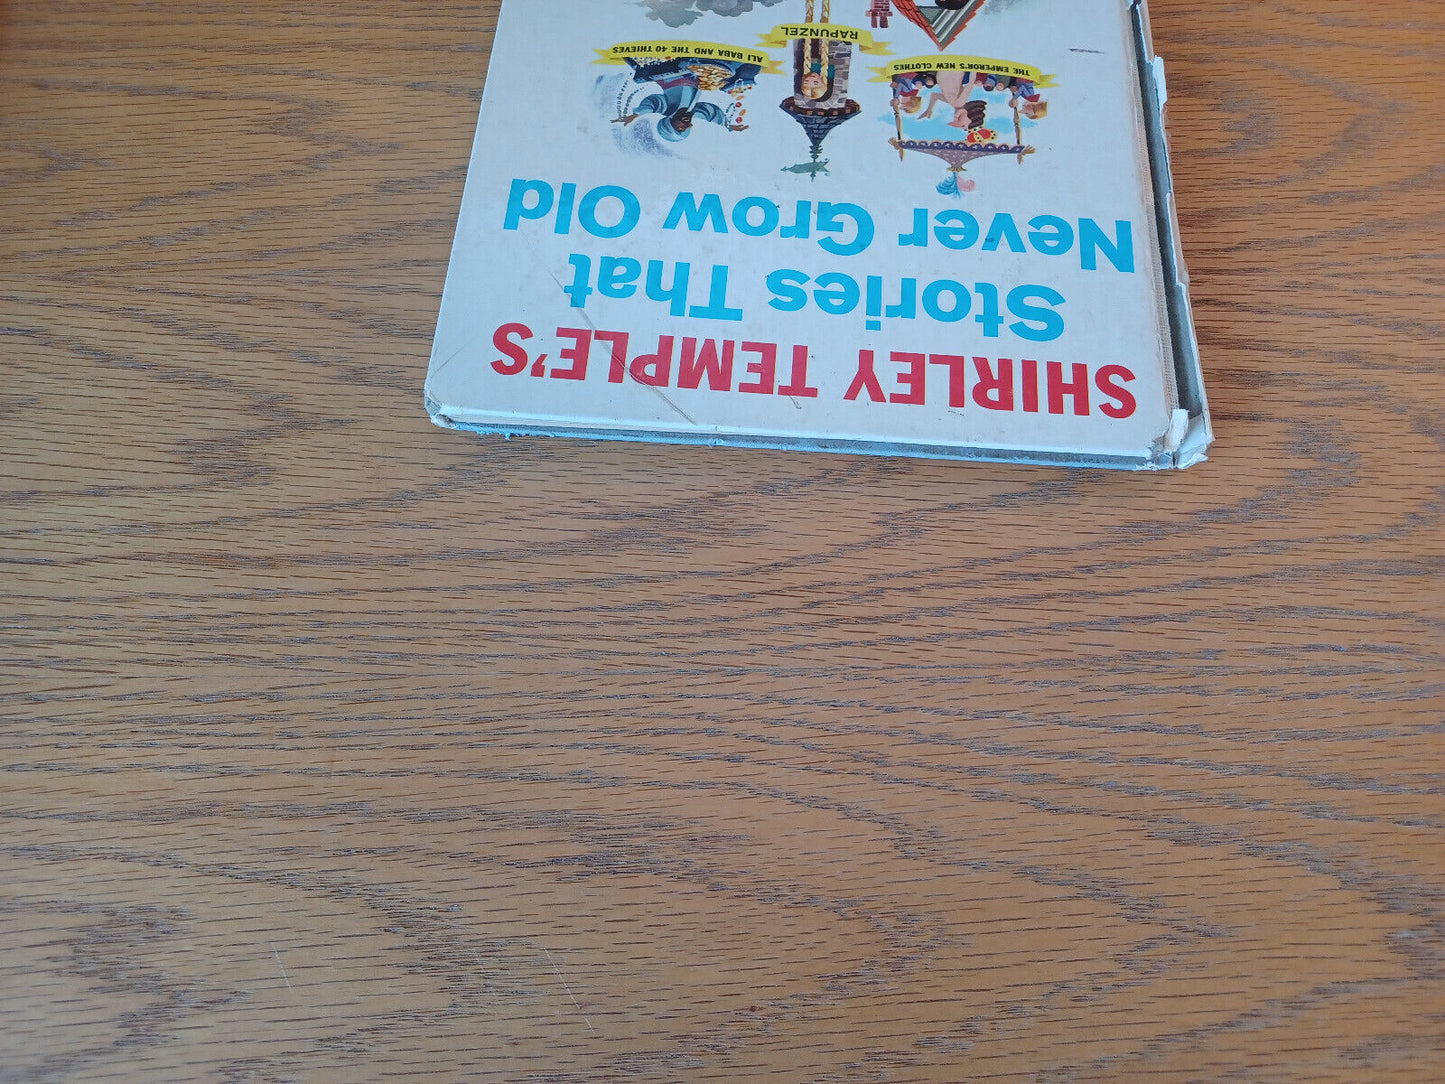 SHIRLEY TEMPLE'S
Stories That
Never Grow Old
THE EMPEROR'S NEW CLOTHES
RAPUNZEL
ALI BABA AND THE 40 THIEVES